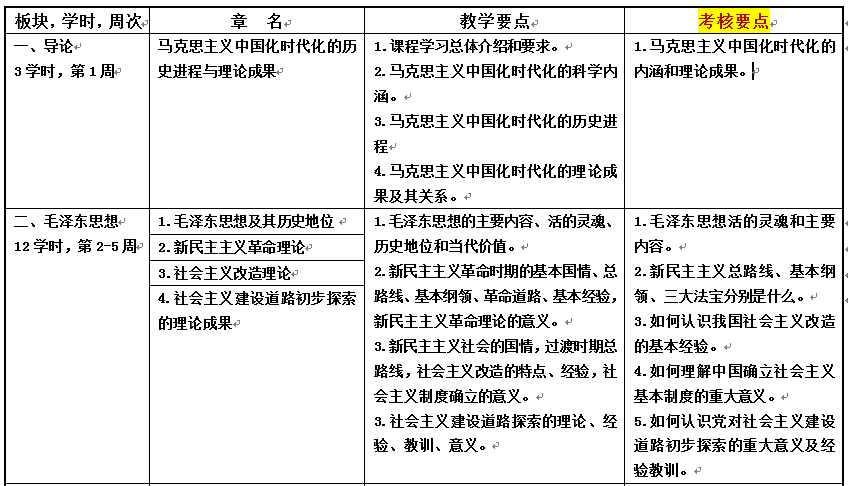 板块,学时,周次
章 名
教学要点
考核要点
一、导论
3学时,第1周
马克思主义中国化时代化的历
史进程与理论成果
1.课程学习总体介绍和要求。
2.马克思主义中国化时代化的科学内
涵。
3.马克思主义中国化时代化的历史进
程
4.马克思主义中国化时代化的理论成
果及其关系。
1.马克思主义中国化时代化的
内涵和理论成果。
二、毛泽东思想
12学时,第2-5周
1.毛泽东思想及其历史地位
2.新民主主义革命理论
3.社会主义改造理论
4.社会主义建设道路初步探索
的理论成果
1.毛泽东思想的主要内容、活的灵魂、
历史地位和当代价值。
2.新民主主义革命时期的基本国情、总
路线、基本纲领、革命道路、基本经验,
新民主主义革命理论的意义。
3.新民主主义社会的国情,过渡时期总
路线,社会主义改造的特点、经验,社
会主义制度确立的意义。
3.社会主义建设道路探索的理论、经
验、教训、意义。
1.毛泽东思想活的灵魂和主要
内容。
2.新民主主义总路线、基本纲
领、三大法宝分别是什么。
3.如何认识我国社会主义改造
的基本经验。
4.如何理解中国确立社会主义
基本制度的重大意义。
5.如何认识党对社会主义建设
道路初步探索的重大意义及经
验教训。